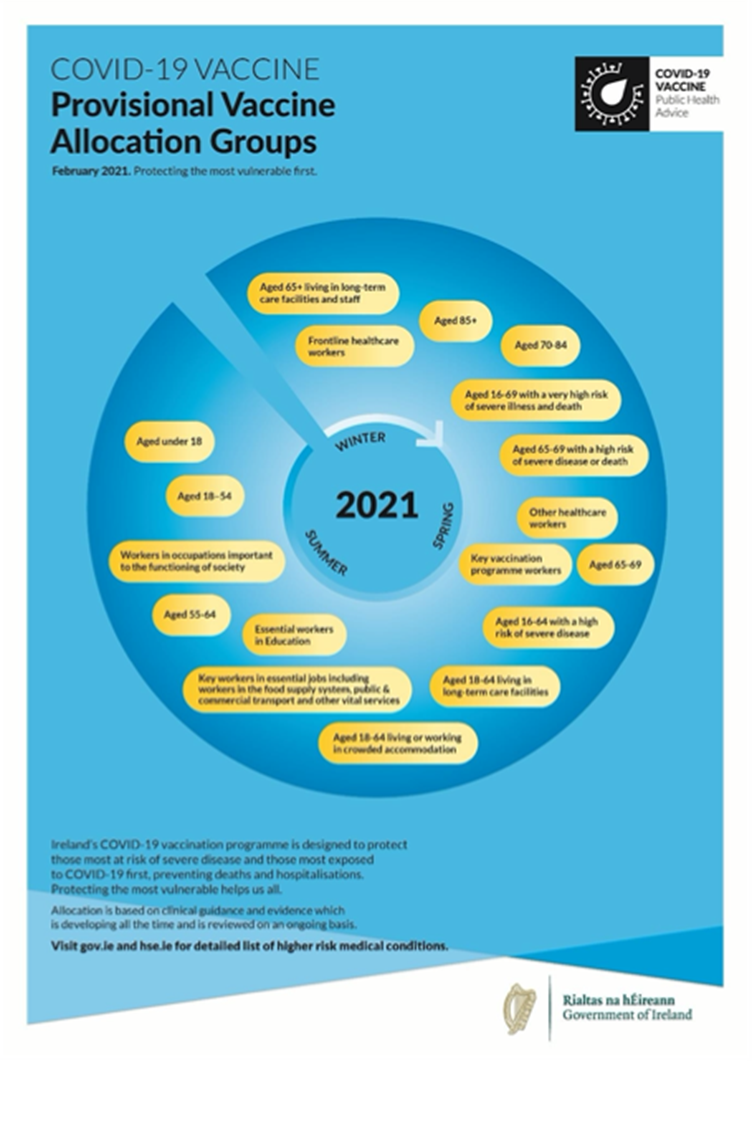 COVID-19 VACCINE
Provisional Vaccine
Allocation Groups
February 2021. Protecting the most vulnerable first.
COVID-19
VACCINE
Public Health
Advice
Aged 65+ living in long-term
care facilities and staff
Frontline healthcare
workers
Aged 85+
Aged 70-84
Aged 16-69 with a very high risk
of severe illness and death
Aged 65-69 with a high risk
of severe disease or death
Other healthcare
workers
Key vaccination
programme workers
Aged 65-69
Aged 16-64 with a high
risk of severe disease
Aged 18-64 living in
long-term care facilities
Aged 18-64 living or working
in crowded accommodation
Key workers in essential jobs including
workers in the food supply system, public &
commercial transport and other vital services
Essential workers
in Education
Aged 55-64
Workers in occupations important
to the functioning of society
Aged 18–54
Aged under 18
WINTER
2021
SPRING
SUMMER
Ireland's COVID-19 vaccination programme is designed to protect
those most at risk of severe disease and those most exposed
to COVID-19 first, preventing deaths and hospitalisations.
Protecting the most vulnerable helps us all.
Allocation is based on clinical guidance and evidence which
is developing all the time and is reviewed on an ongoing basis.
Visit gov.ie and hse.ie for detailed list of higher risk medical conditions.
Rialtas na hÉireann
Government of Ireland